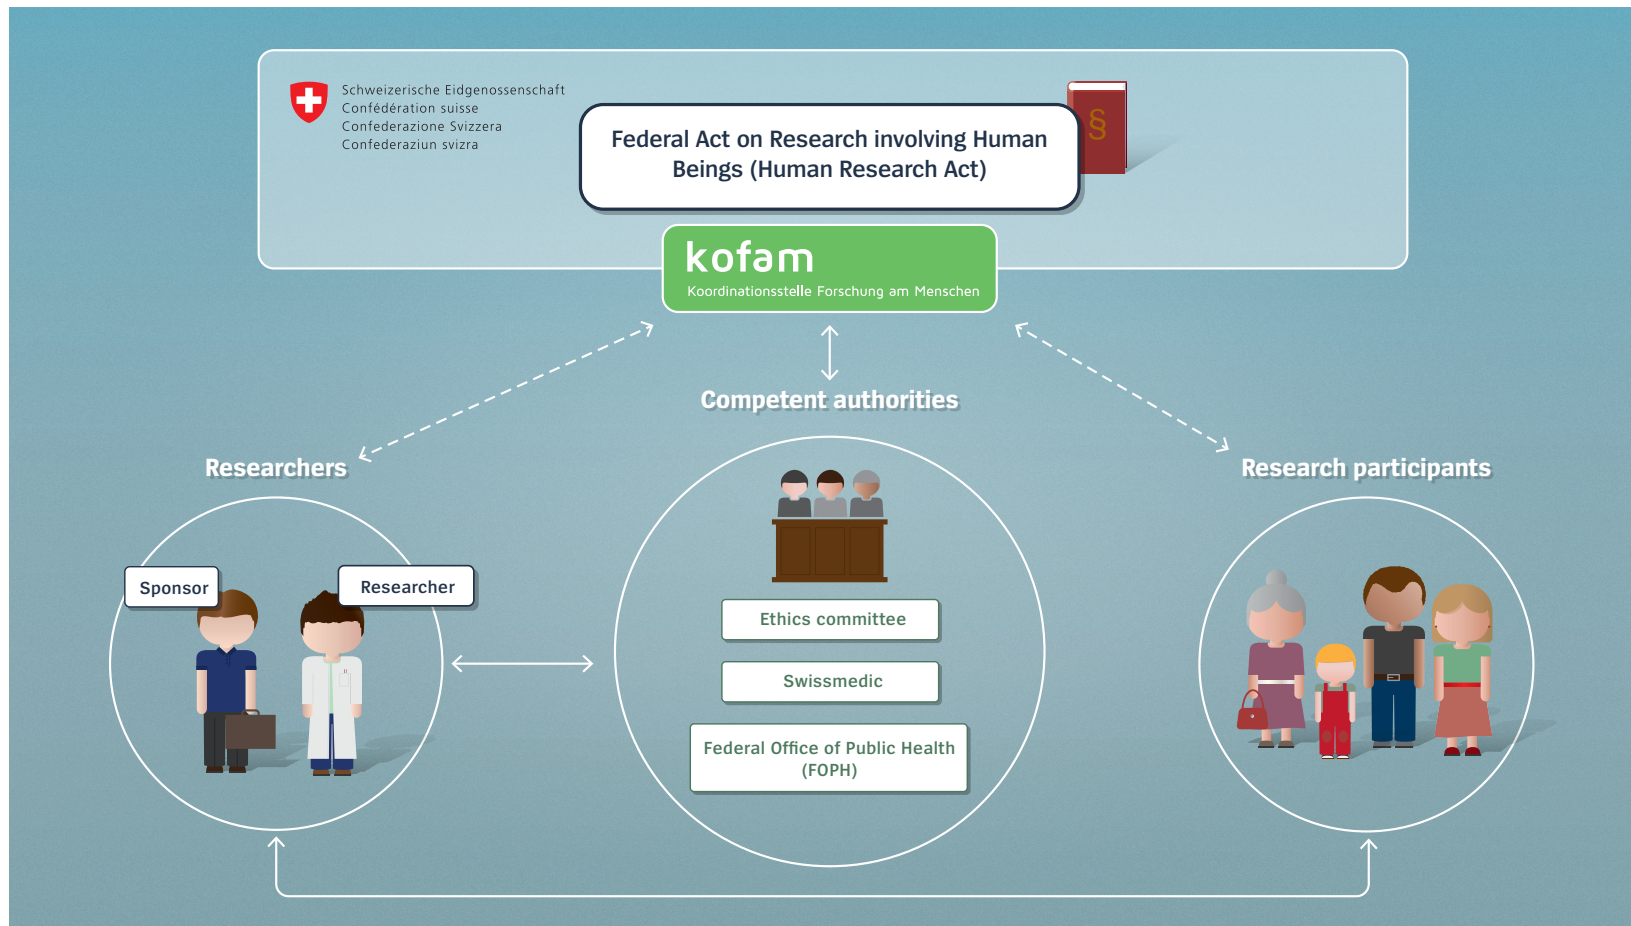 Schweizerische Eidgenossenschaft
Confédération suisse
Confederazione Svizzera
Confederaziun svizra
Federal Act on Research involving Human
Beings (Human Research Act)
§
kofam
Koordinationsstelle Forschung am Menschen
Competent authorities
Researchers
Research participants
Sponsor
Researcher
Ethics committee
Swissmedic
Federal Office of Public Health
(FOPH)